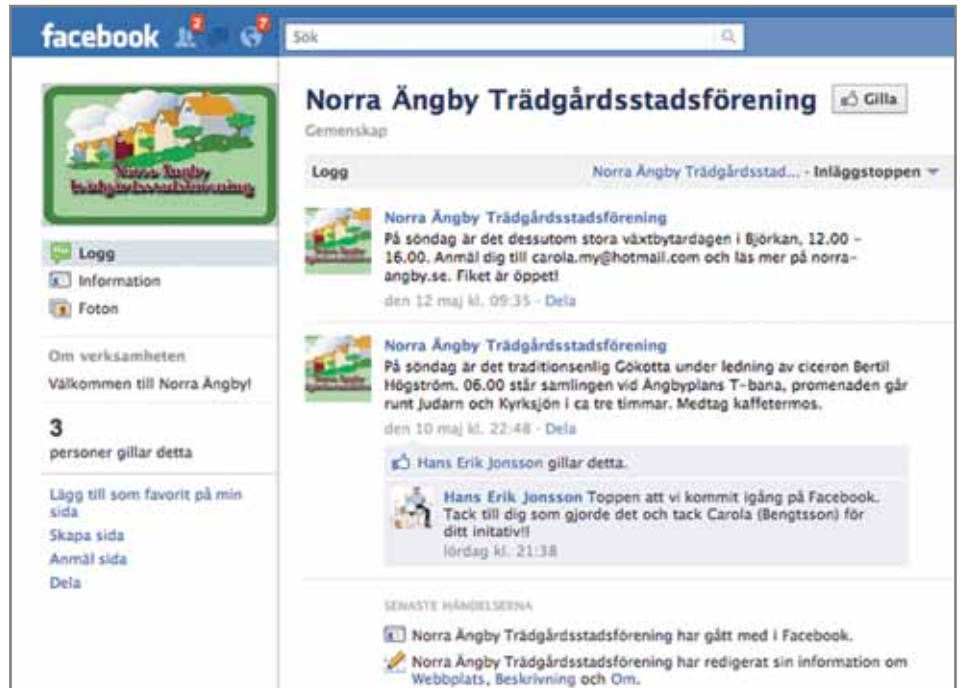 facebook
2
7
Sök
Norra Ängby
trädgårdsstadsförening
Logg
Information
Foton
Om verksamheten
Välkommen till Norra Ängby!
3
personer gillar detta
Lägg till som favorit på min
sida
Skapa sida
Anmäl sida
Dela
Norra Ängby Trädgårdsstadsförening
Gilla
Gemenskap
Logg
Norra Ängby Trädgårdsstad... · Inläggstoppen
Norra Ängby Trädgårdsstadsförening
På söndag är det dessutom stora växtbytardagen i Björkan, 12.00 –
16.00. Anmäl dig till carola.my@hotmail.com och läs mer på norra-
angby.se. Fiket är öppet!
den 12 maj kl. 09:35 · Dela
Norra Ängby Trädgårdsstadsförening
På söndag är det traditionsenlig Gökotta under ledning av ciceron Bertil
Högström. 06.00 står samlingen vid Ängbyplans T-bana, promenaden går
runt Judarn och Kyrksjön i ca tre timmar. Medtag kaffetermos.
den 10 maj kl. 22:48 · Dela
Hans Erik Jonsson gillar detta.
Hans Erik Jonsson Toppen att vi kommit igång på Facebook.
Tack till dig som gjorde det och tack Carola (Bengtsson) för
ditt initativ!!
lördag kl. 21:38
SENASTE HÄNDELSERNA
Norra Ängby Trädgårdsstadsförening har gått med i Facebook.
Norra Ängby Trädgårdsstadsförening har redigerat sin information om
Webbplats, Beskrivning och Om.